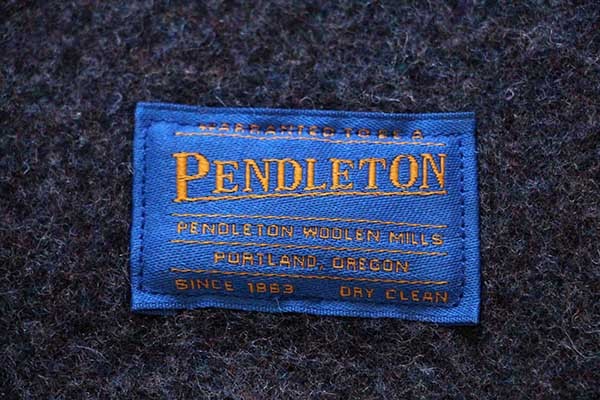 WARRANTED TO BE A
PENDLETON
PENDLETON WOOLEN MILLS
PORTLAND, OREGON
SINCE 1863 DRY CLEAN